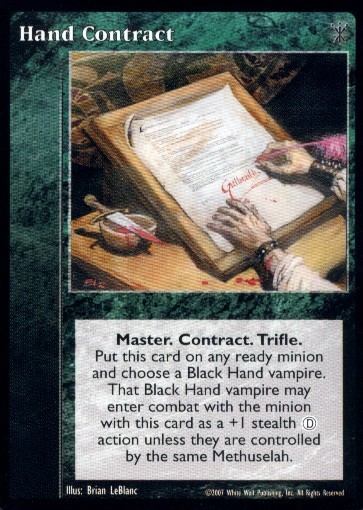 Hand Contract
Galbraith
Master. Contract. Trifle.
Put this card on any ready minion
and choose a Black Hand vampire.
That Black Hand vampire may
enter combat with the minion
with this card as a +1 stealth Ⓓ
action unless they are controlled
by the same Methuselah.
Illus: Brian LeBlanc
©2007 White Wolf Publishing, Inc. All Rights Reserved